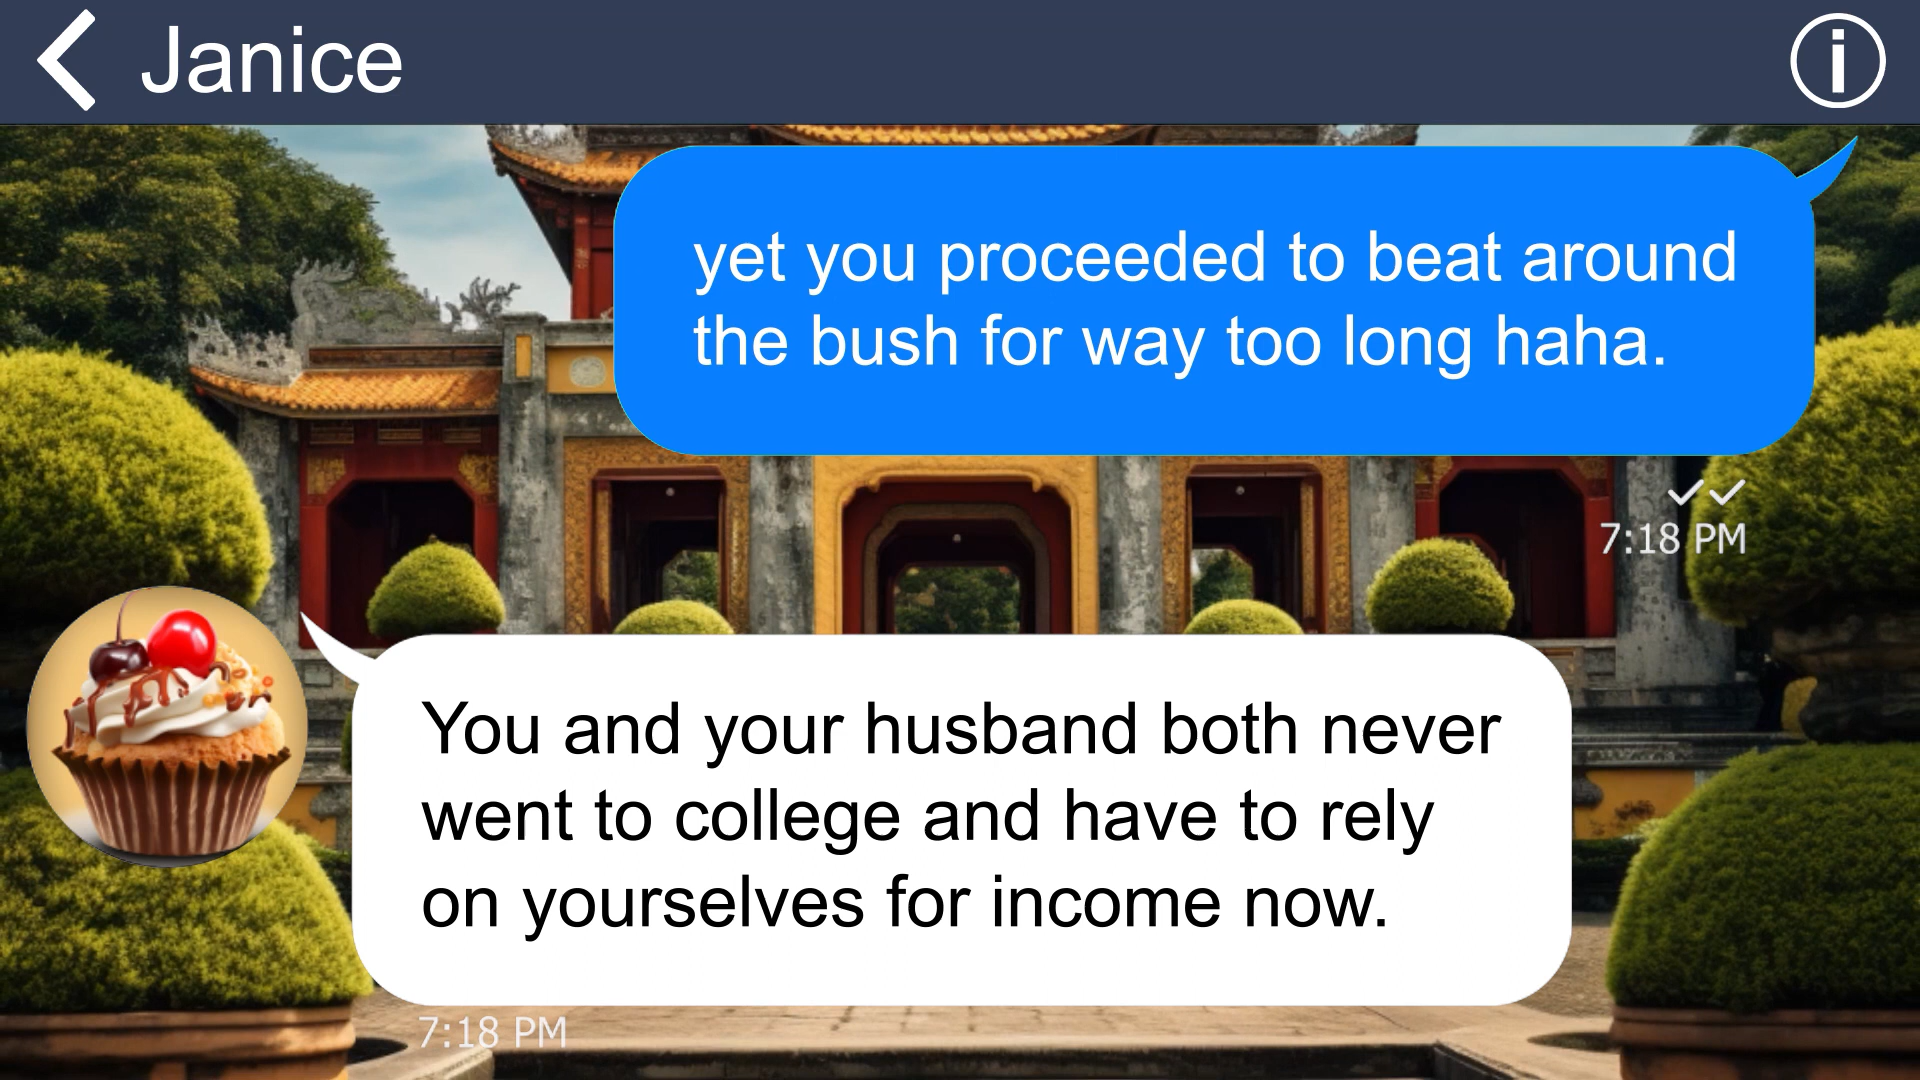 Janice
yet you proceeded to beat around
the bush for way too long haha.
7:18 PM
You and your husband both never
went to college and have to rely
on yourselves for income now.
7:18 PM